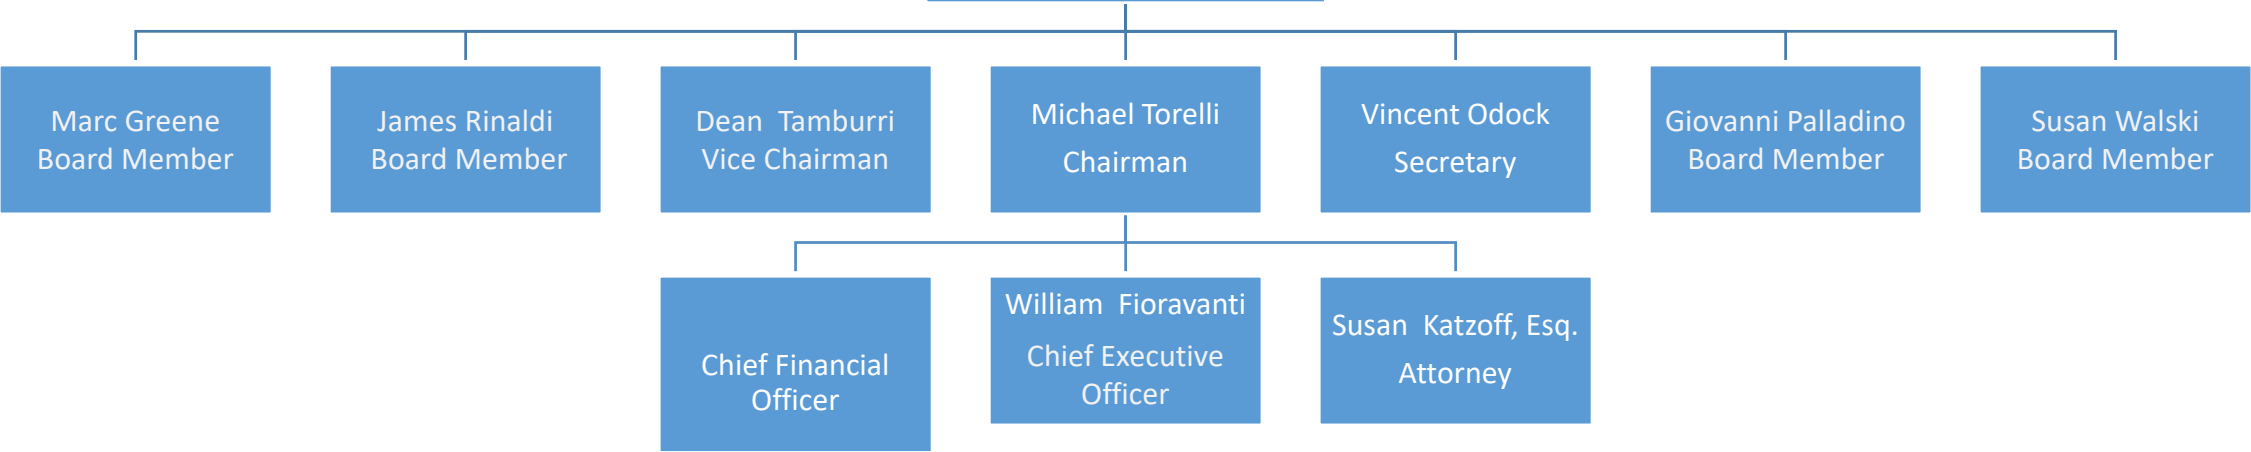 Marc Greene
Board Member
James Rinaldi
Board Member
Dean  Tamburri
Vice Chairman
Michael Torelli
Chairman
Vincent Odock
Secretary
Giovanni Palladino
Board Member
Susan Walski
Board Member
Chief Financial
Officer
William  Fioravanti
Chief Executive
Officer
Susan  Katzoff, Esq.
Attorney